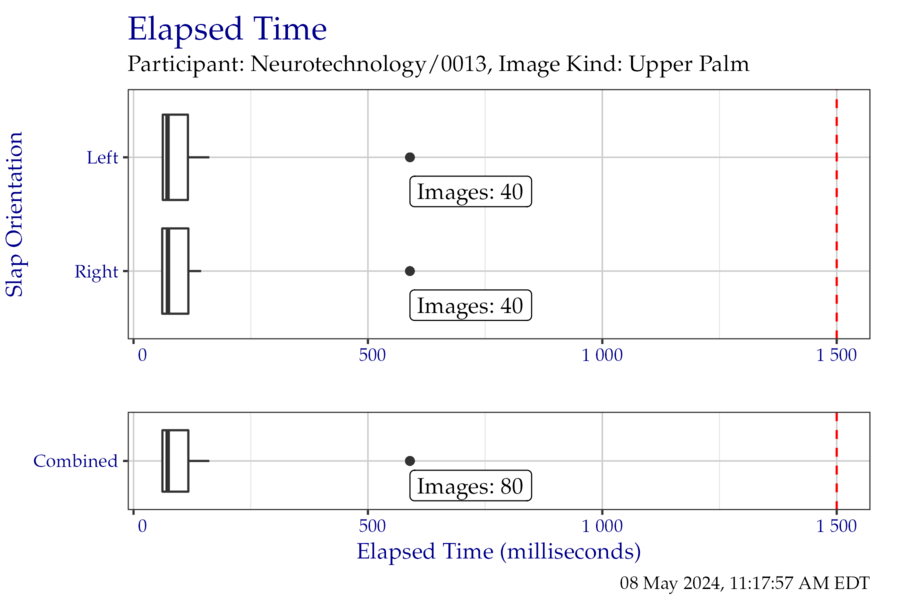 Elapsed Time
Participant: Neurotechnology/0013, Image Kind: Upper Palm
Slap Orientation
Left
Images: 40
Right
Images: 40
0 500 1 000 1 500
Combined
Images: 80
0 500 1 000 1 500
Elapsed Time (milliseconds)
08 May 2024, 11:17:57 AM EDT